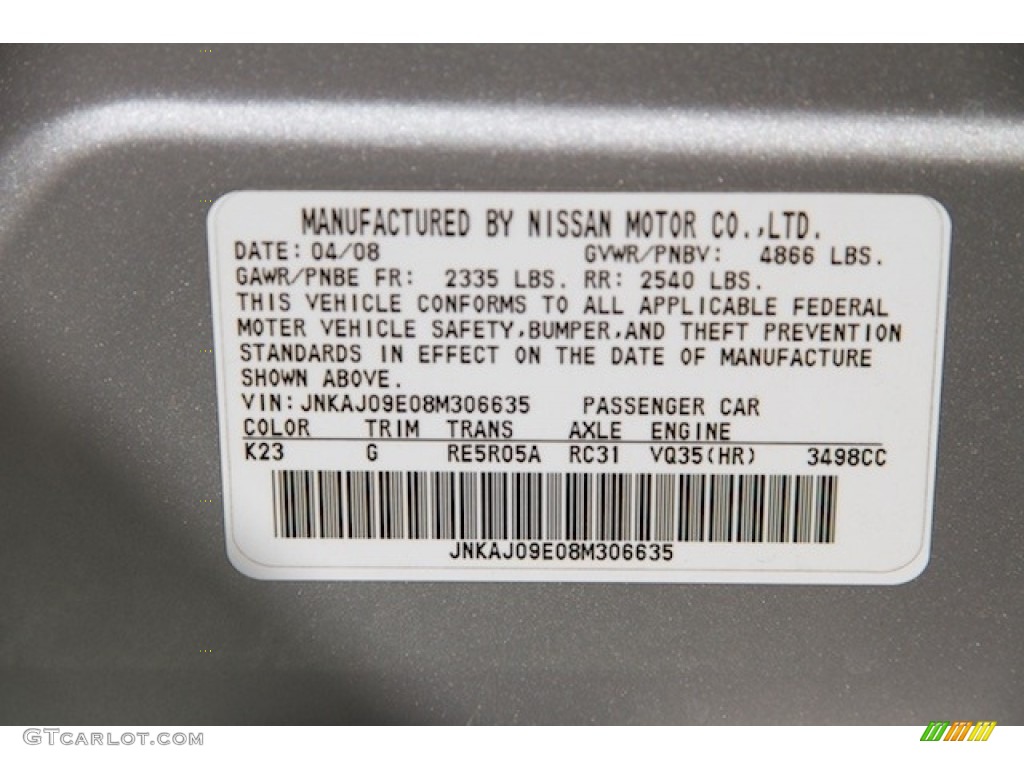 MANUFACTURED BY NISSAN MOTOR CO.,LTD.
DATE: 04/08 GVWR/PNBV: 4866 LBS.
GAWR/PNBE FR: 2335 LBS. RR: 2540 LBS.
THIS VEHICLE CONFORMS TO ALL APPLICABLE FEDERAL
MOTER VEHICLE SAFETY,BUMPER,AND THEFT PREVENTION
STANDARDS IN EFFECT ON THE DATE OF MANUFACTURE
SHOWN ABOVE.
VIN: JNKAJ09E08M306635 PASSENGER CAR
COLOR TRIM TRANS AXLE ENGINE
K23 G RE5R05A RC31 VQ35(HR) 3498CC
JNKAJ09E08M306635
GTCARLOT.COM